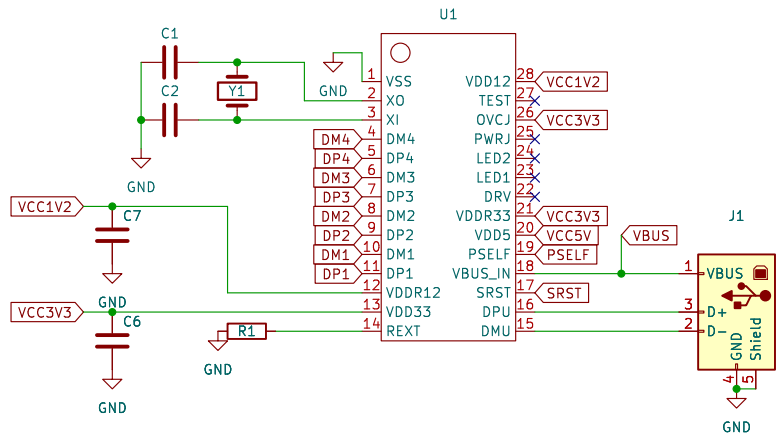 U1
C1
C2
Y1
GND
GND
1 VSS
2 XO
3 XI
DM4 4 DM4
DP4 5 DP4
DM3 6 DM3
DP3 7 DP3
DM2 8 DM2
DP2 9 DP2
DM1 10 DM1
DP1 11 DP1
12 VDDR12
13 VDD33
14 REXT
VDD12 28 VCC1V2
TEST 27
OVCJ 26 VCC3V3
PWRJ 25
LED2 24
LED1 23
DRV 22
VDDR33 21 VCC3V3
VDD5 20 VCC5V
PSELF 19 PSELF
VBUS_IN 18
SRST 17 SRST
DPU 16
DMU 15
VCC1V2
C7
GND
VCC3V3
C6
GND
R1
GND
VBUS
J1
1 VBUS
3 D+
2 D-
GND 4
Shield 5
GND